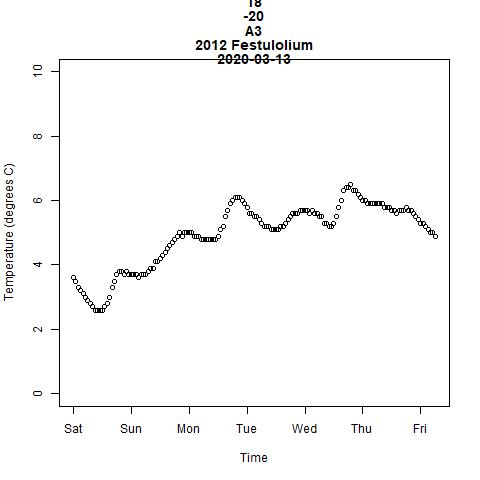 18
-20
A3
2012 Festulolium
2020-03-13
Temperature (degrees C)
10
8
6
4
2
0
Sat Sun Mon Tue Wed Thu Fri
Time